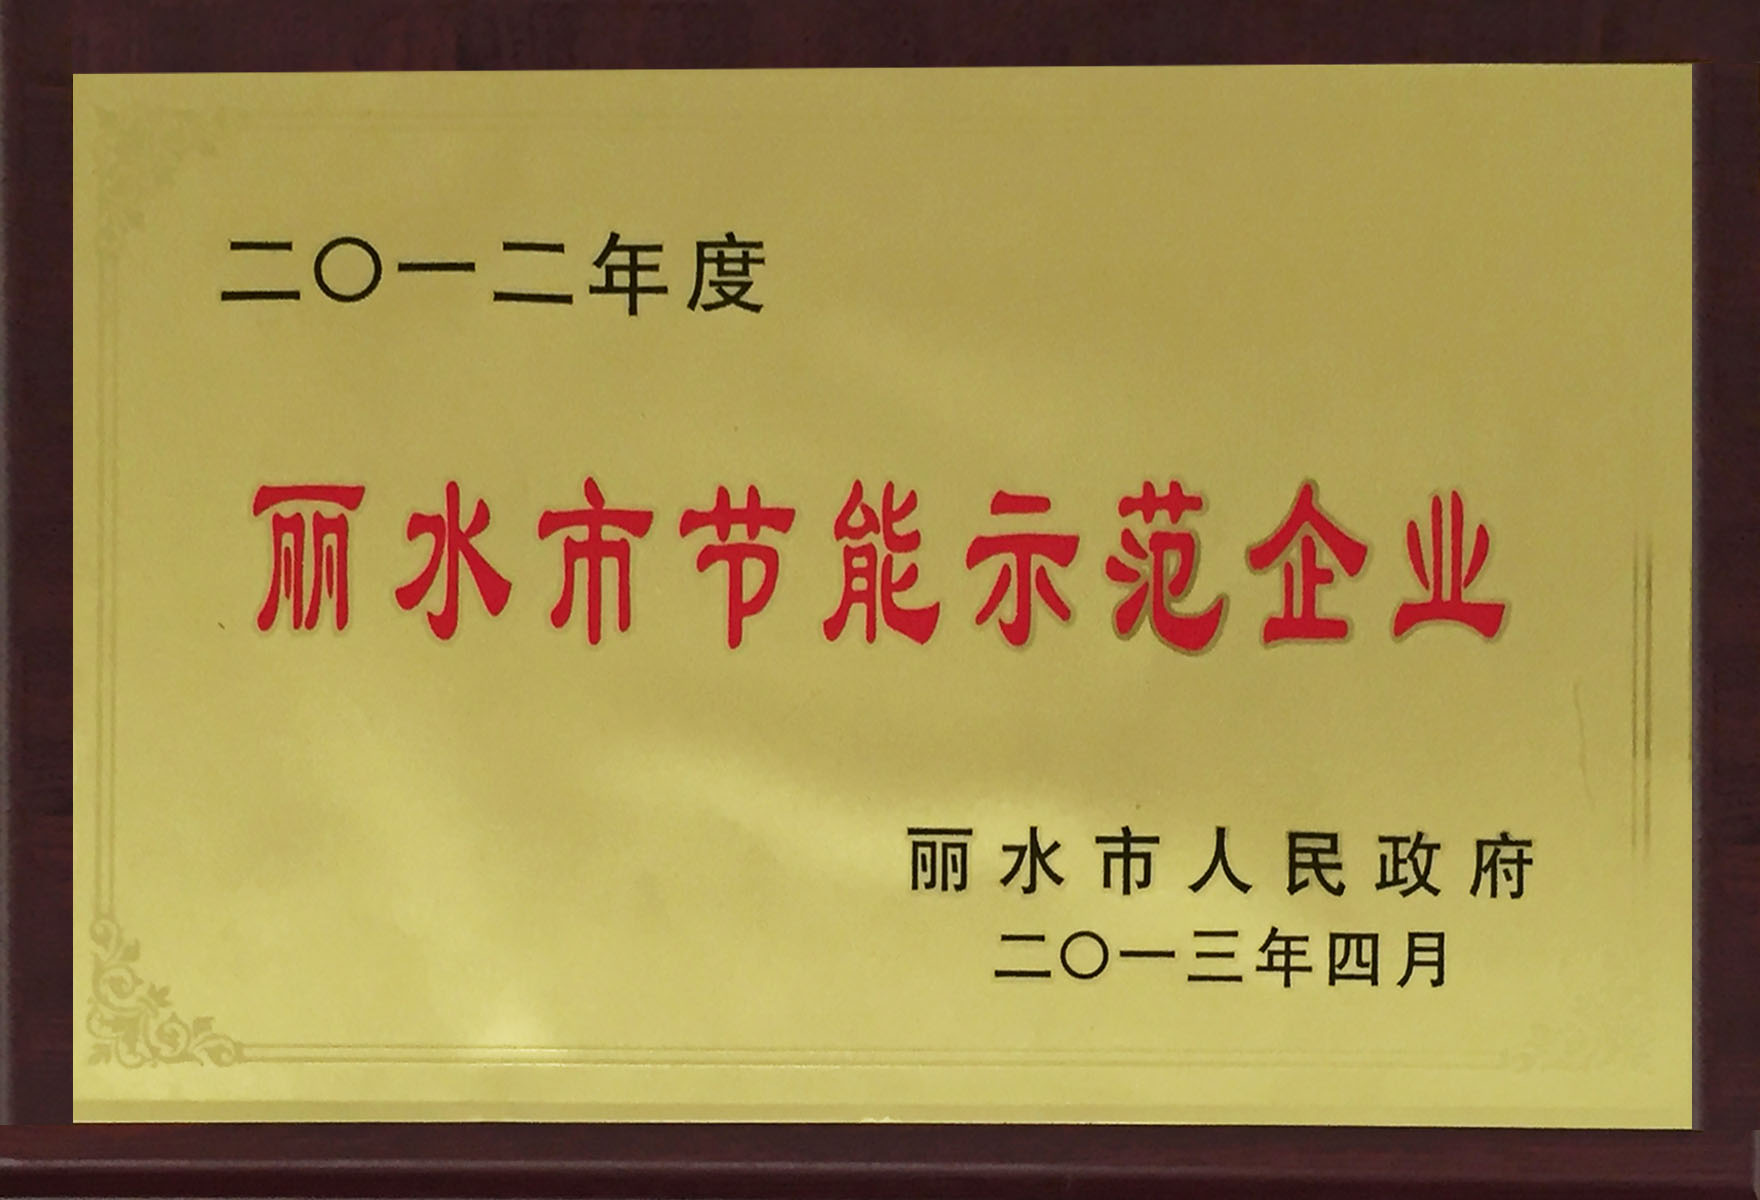 二〇一二年度
丽水市节能示范企业
丽水市人民政府
二〇一三年四月